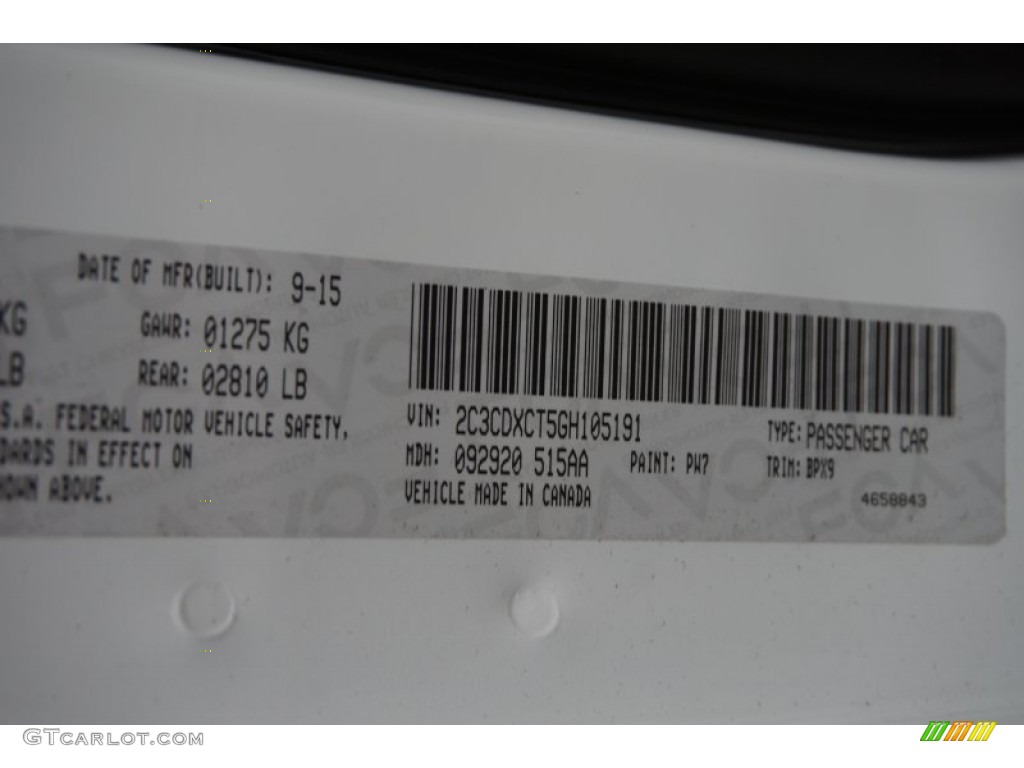 DATE OF MFR(BUILT): 9-15
KG GAWR: 01275 KG
LB REAR: 02810 LB
S.A. FEDERAL MOTOR VEHICLE SAFETY,
DARDS IN EFFECT ON
HOWN ABOVE.
VIN: 2C3CDXCT5GH105191
TYPE: PASSENGER CAR
MDH: 092920 515AA PAINT: PW7
TRIM: BPX9
VEHICLE MADE IN CANADA
4658843
GTCARLOT.COM